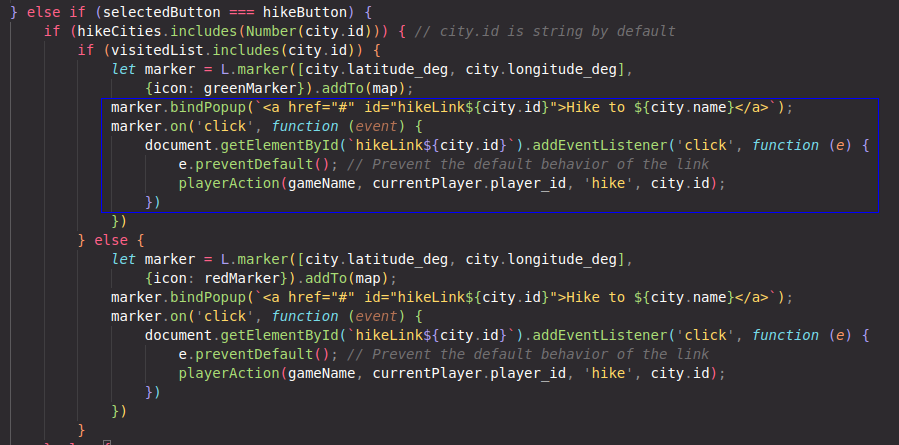 } else if (selectedButton === hikeButton) {
if (hikeCities.includes(Number(city.id))) { // city.id is string by default
if (visitedList.includes(city.id)) {
let marker = L.marker([city.latitude_deg, city.longitude_deg],
{icon: greenMarker}).addTo(map);
marker.bindPopup(`<a href="#" id="hikeLink${city.id}">Hike to ${city.name}</a>`);
marker.on('click', function (event) {
document.getElementById(`hikeLink${city.id}`).addEventListener('click', function (e) {
e.preventDefault(); // Prevent the default behavior of the link
playerAction(gameName, currentPlayer.player_id, 'hike', city.id);
})
})
} else {
let marker = L.marker([city.latitude_deg, city.longitude_deg],
{icon: redMarker}).addTo(map);
marker.bindPopup(`<a href="#" id="hikeLink${city.id}">Hike to ${city.name}</a>`);
marker.on('click', function (event) {
document.getElementById(`hikeLink${city.id}`).addEventListener('click', function (e) {
e.preventDefault(); // Prevent the default behavior of the link
playerAction(gameName, currentPlayer.player_id, 'hike', city.id);
})
})
}